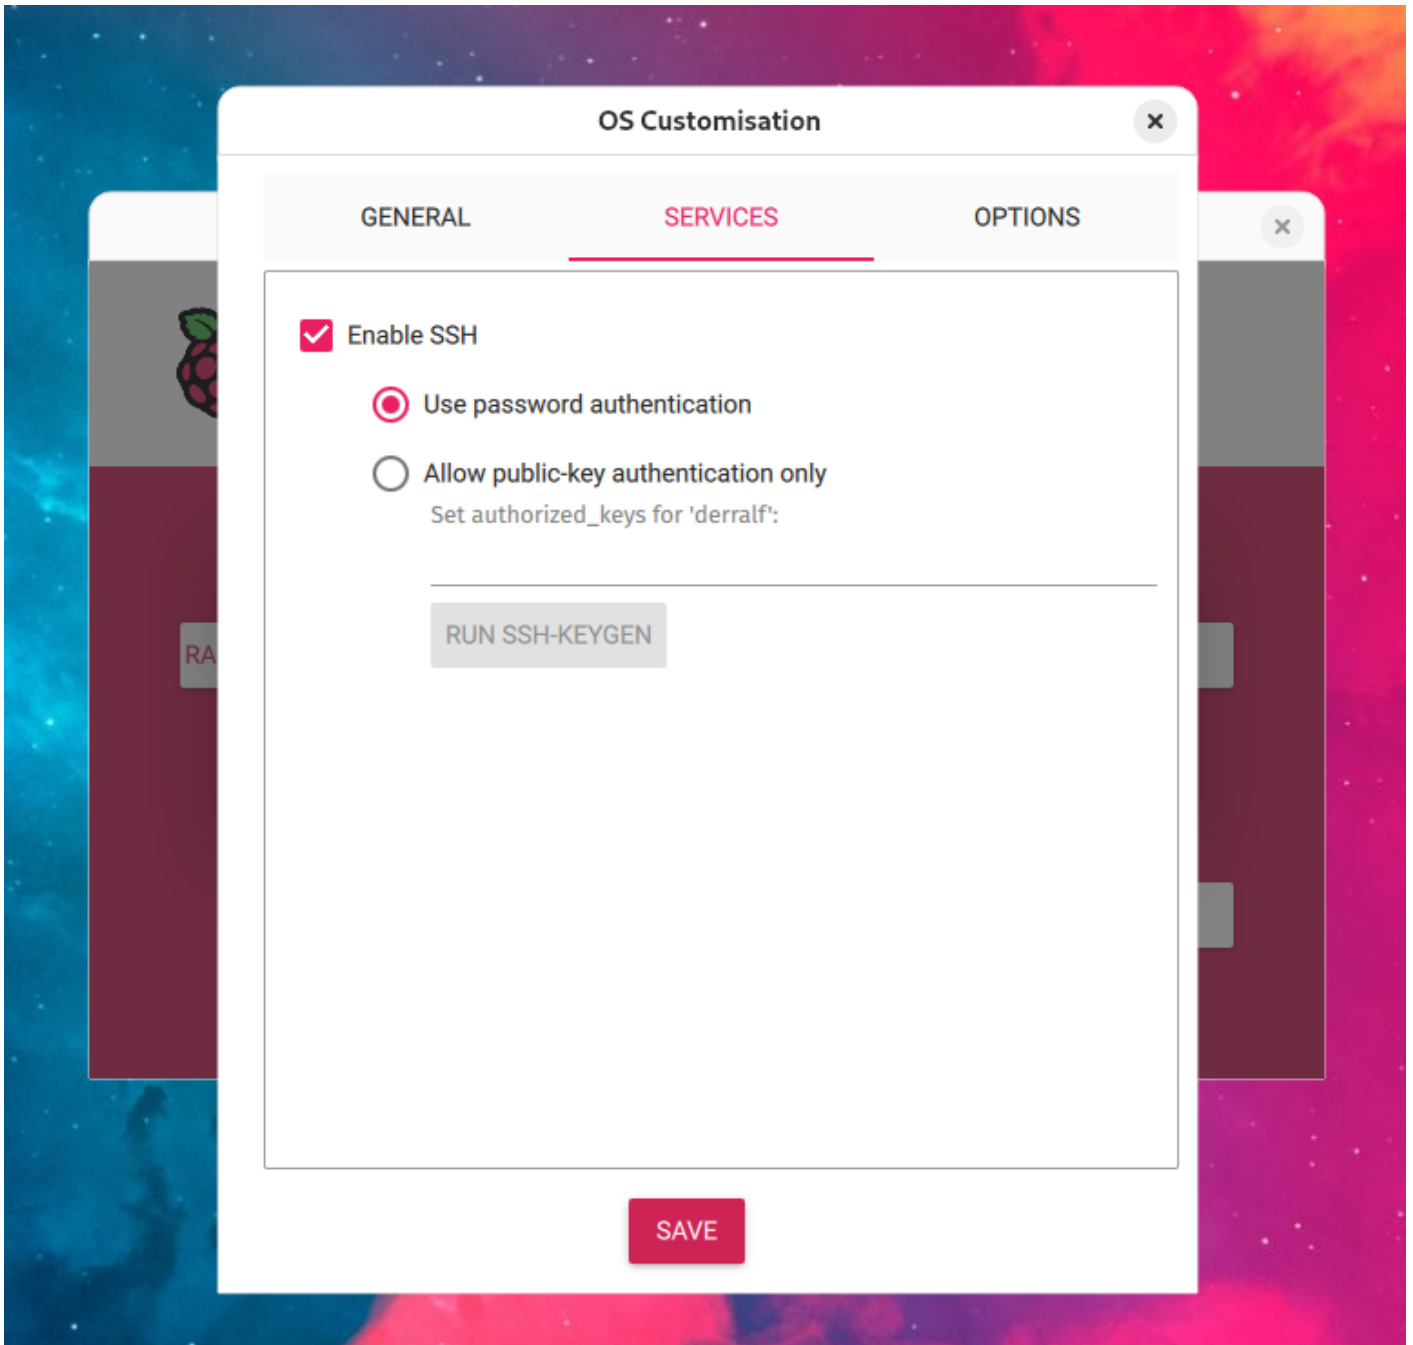 OS Customisation
GENERAL
SERVICES
OPTIONS
Enable SSH
Use password authentication
Allow public-key authentication only
Set authorized_keys for 'derralf':
RUN SSH-KEYGEN
RA
SAVE